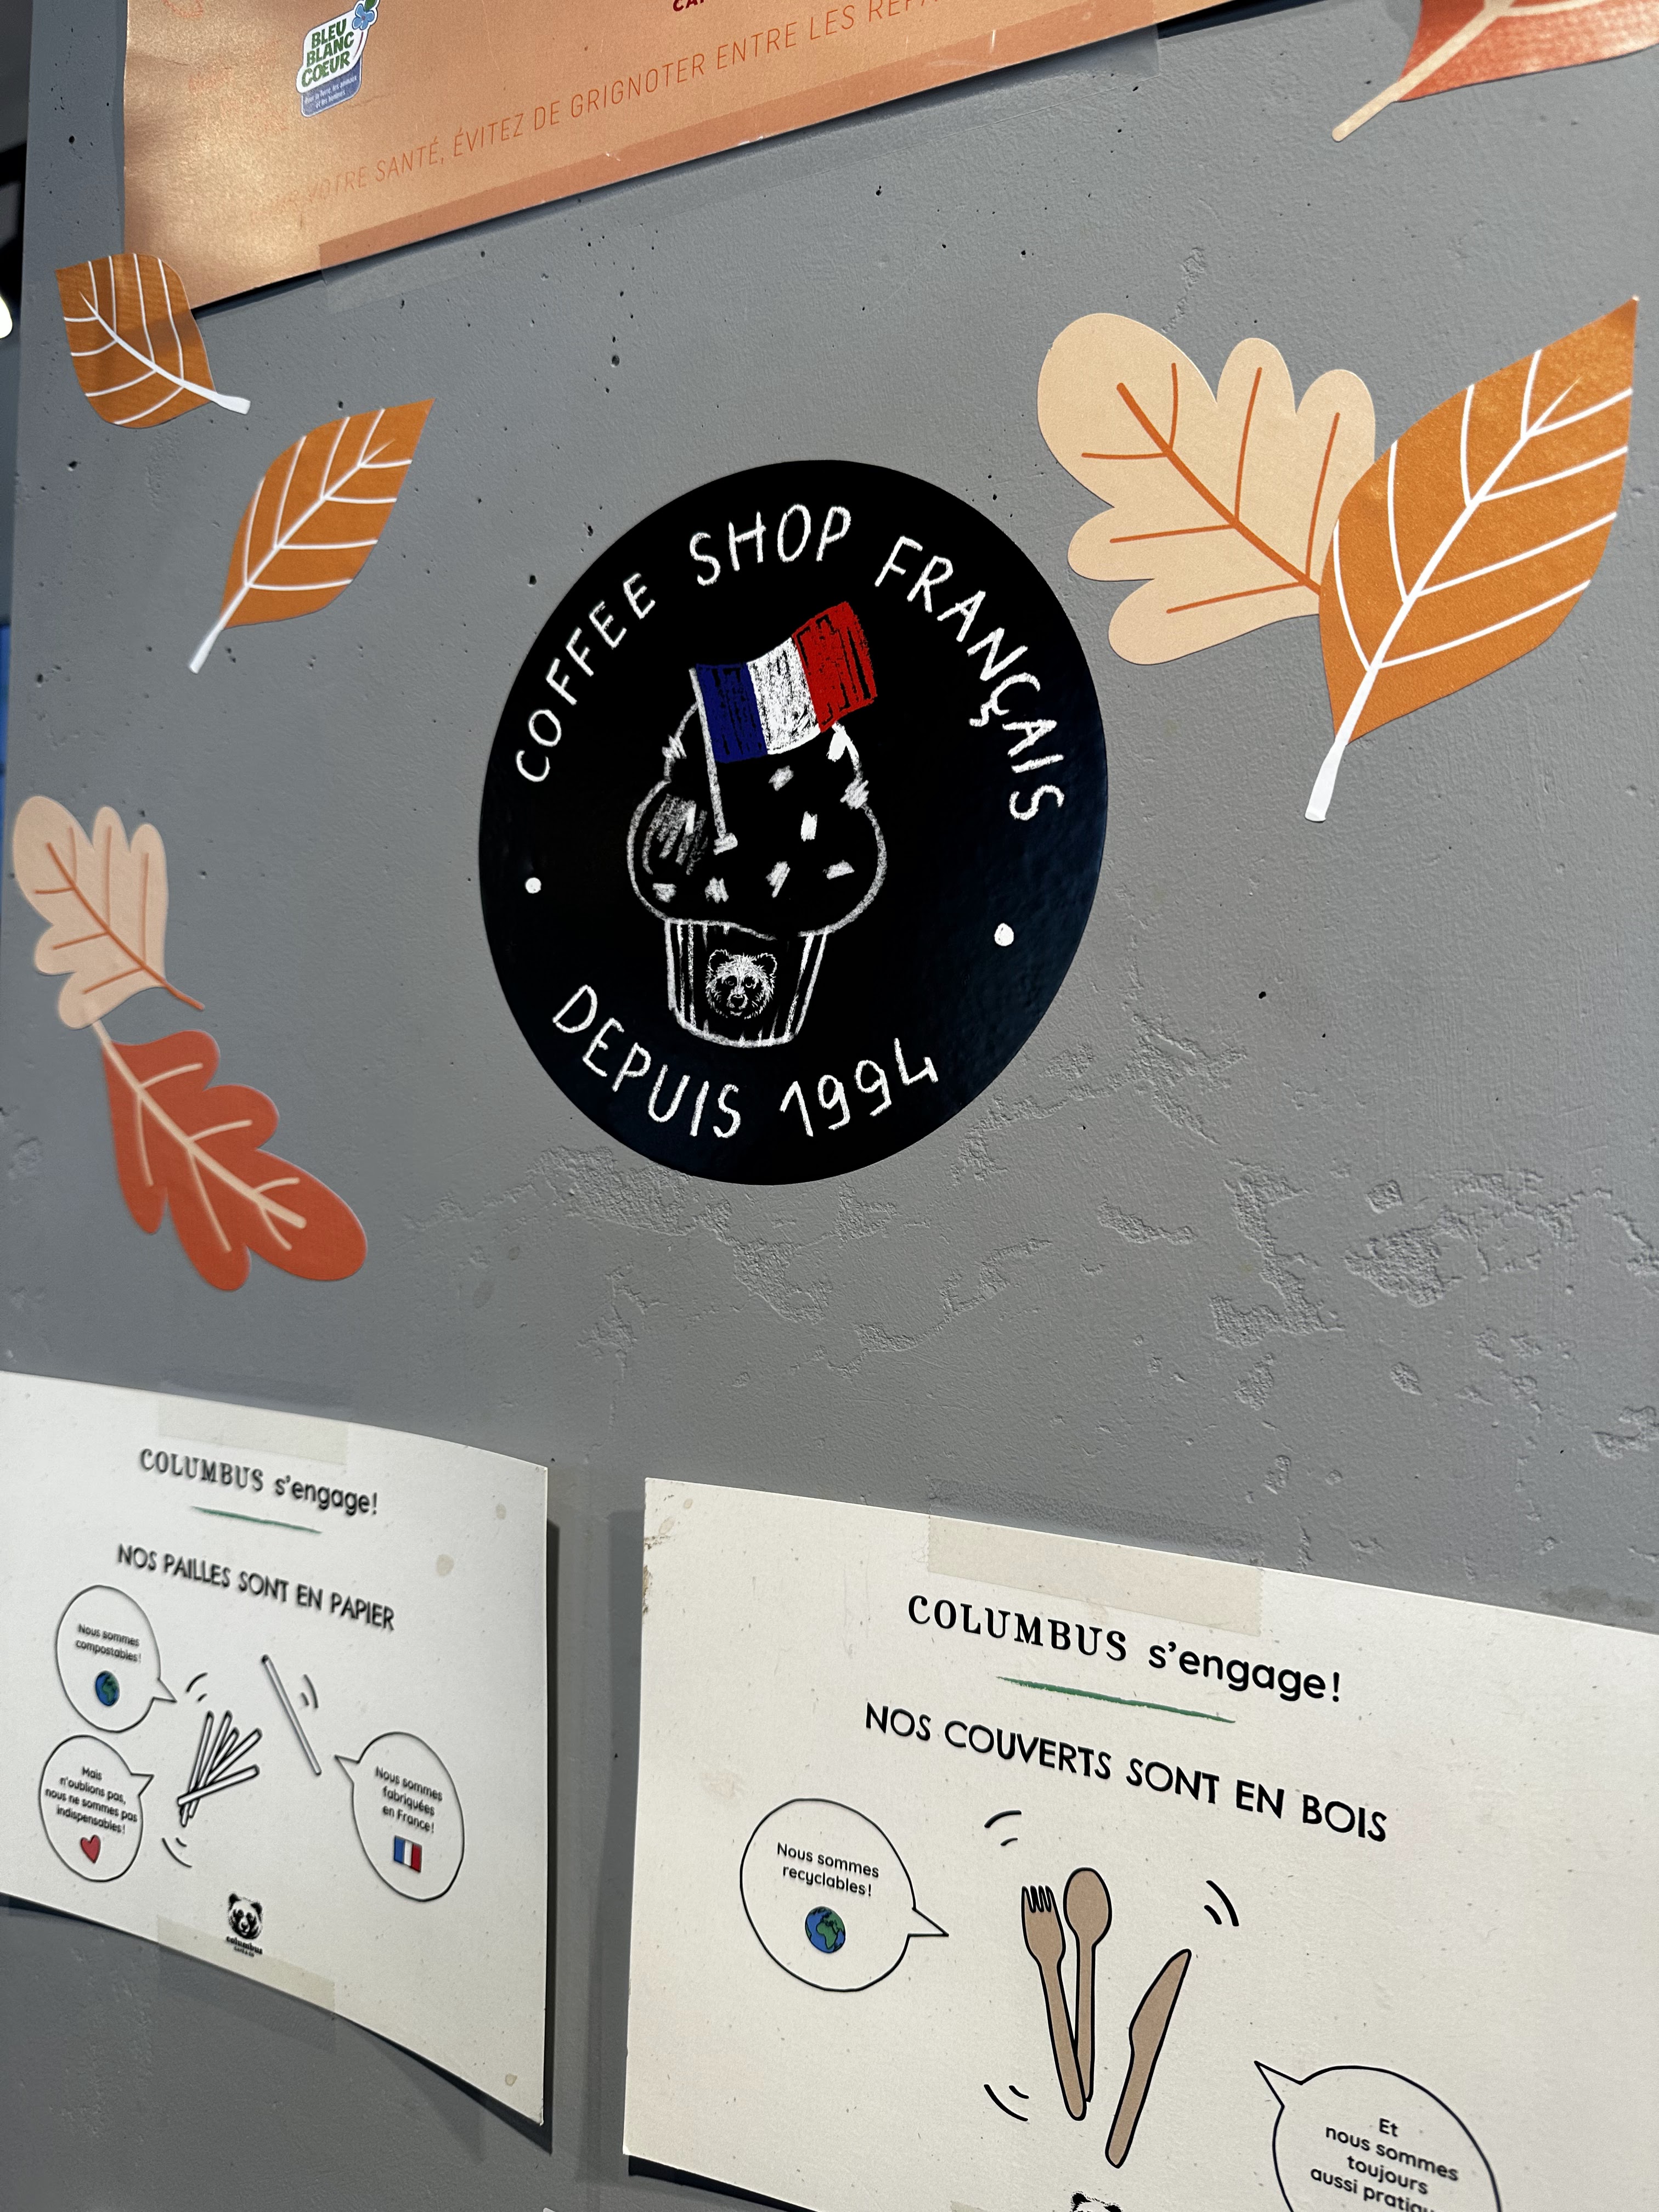 BLEU
BLANC
COEUR
VOTRE SANTÉ, ÉVITEZ DE GRIGNOTER ENTRE LES
COFFEE SHOP FRANÇAIS
DEPUIS 1994
COLUMBUS s'engage!
NOS PAILLES SONT EN PAPIER
Nous sommes
compostables!
Mais
n'oublions pas,
nous ne sommes pas
indispensables!
Nous sommes
fabriquées
en France!
columbus
COLUMBUS s'engage!
NOS COUVERTS SONT EN BOIS
Nous sommes
recyclables!
Et
nous sommes
toujours
aussi